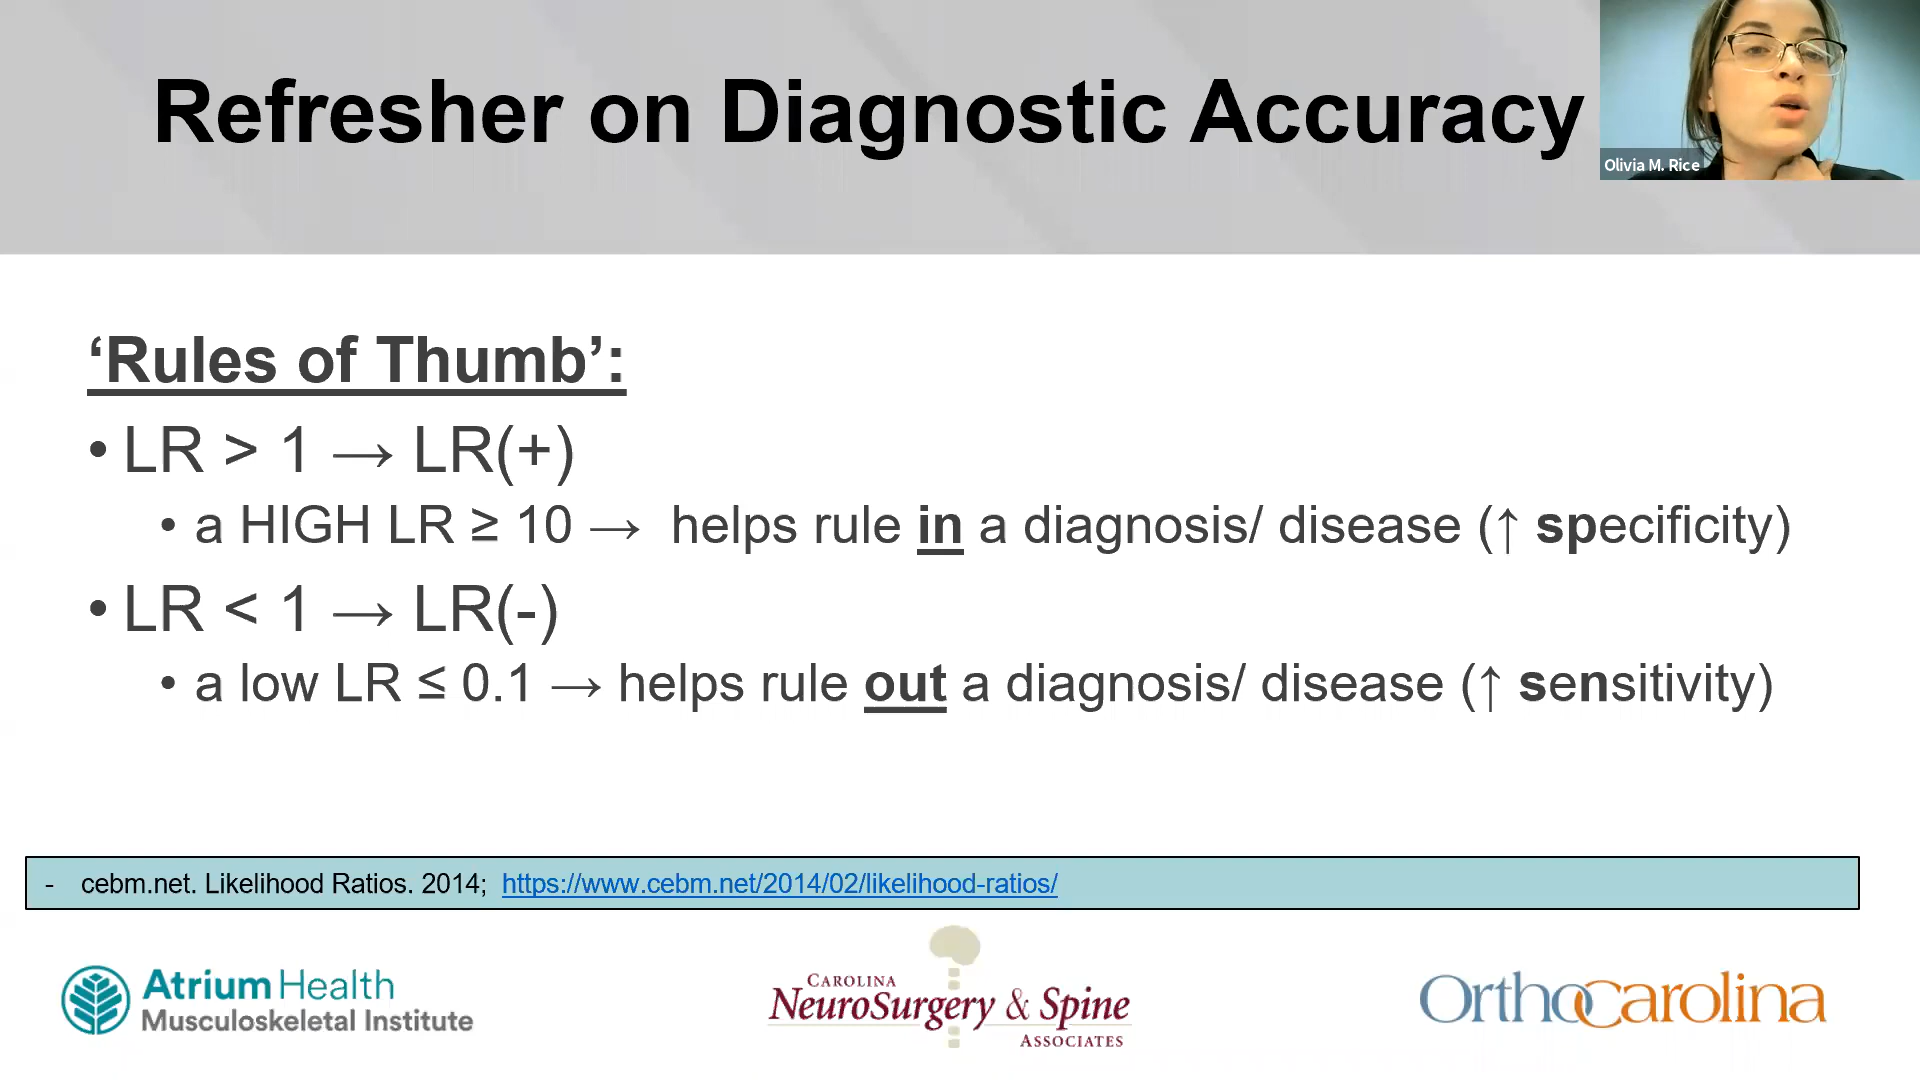 Refresher on Diagnostic Accuracy
Olivia M. Rice
‘Rules of Thumb’:
• LR > 1 → LR(+)
• a HIGH LR ≥ 10 → helps rule in a diagnosis/ disease (↑ specificity)
• LR < 1 → LR(-)
• a low LR ≤ 0.1 → helps rule out a diagnosis/ disease (↑ sensitivity)
- cebm.net. Likelihood Ratios. 2014; https://www.cebm.net/2014/02/likelihood-ratios/
Atrium Health
Musculoskeletal Institute
CAROLINA
NEUROSURGERY & SPINE
ASSOCIATES
OrthoCarolina